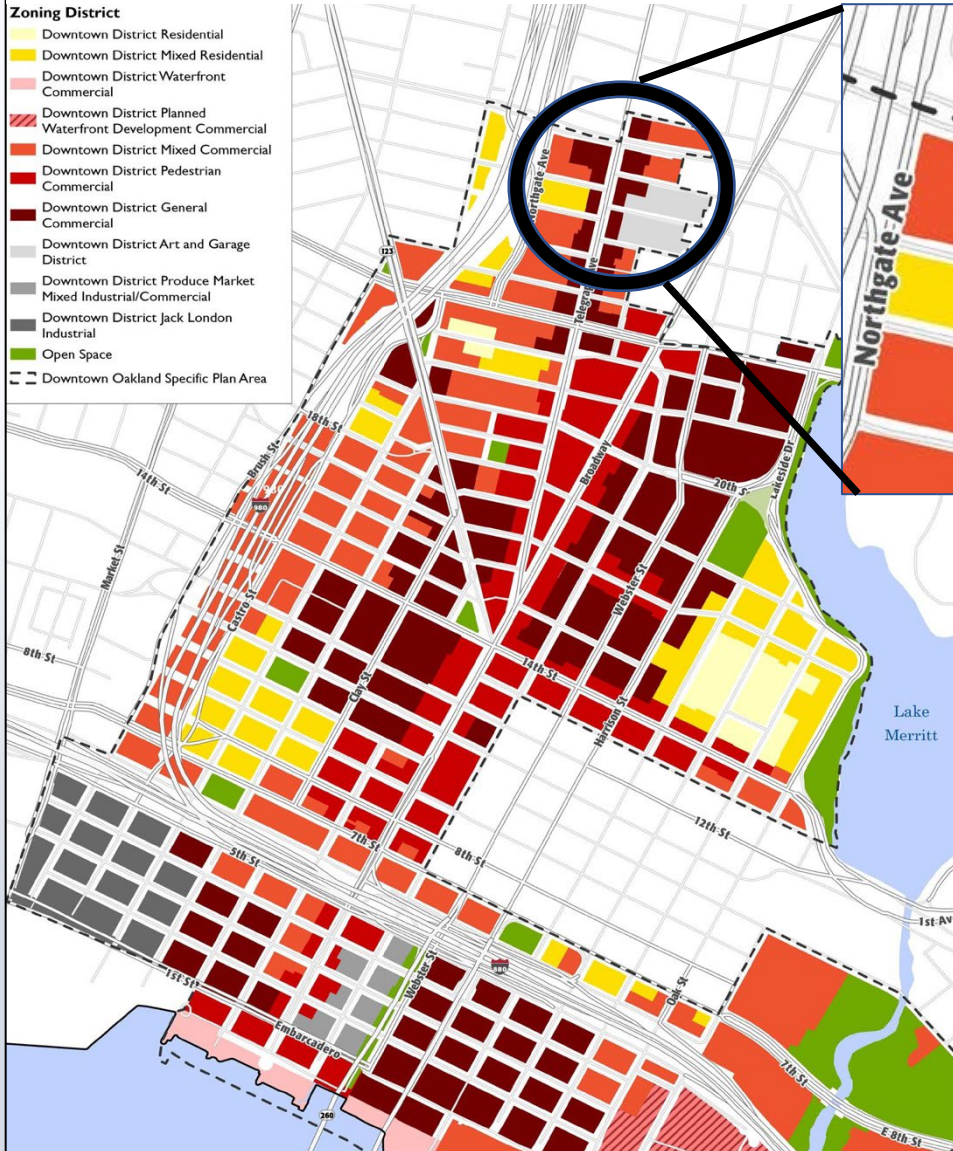 Zoning District
Downtown District Residential
Downtown District Mixed Residential
Downtown District Waterfront
Commercial
Downtown District Planned
Waterfront Development Commercial
Downtown District Mixed Commercial
Downtown District Pedestrian
Commercial
Downtown District General
Commercial
Downtown District Art and Garage
District
Downtown District Produce Market
Mixed Industrial/Commercial
Downtown District Jack London
Industrial
Open Space
Downtown Oakland Specific Plan Area
Northgate Ave
Northgate Ave
123
Telegraph Ave
18th St
Brush St
Broadway
20th St
Lakeside Dr
14th St
980
980
Market St
Castro St
Webster St
8th St
Clay St
14th St
Harrison St
Lake
Merritt
12th St
7th St
8th St
5th St
1st Av
Webster St
880
Oak St
1st St
Embarcadero
7th St
260
E 8th St